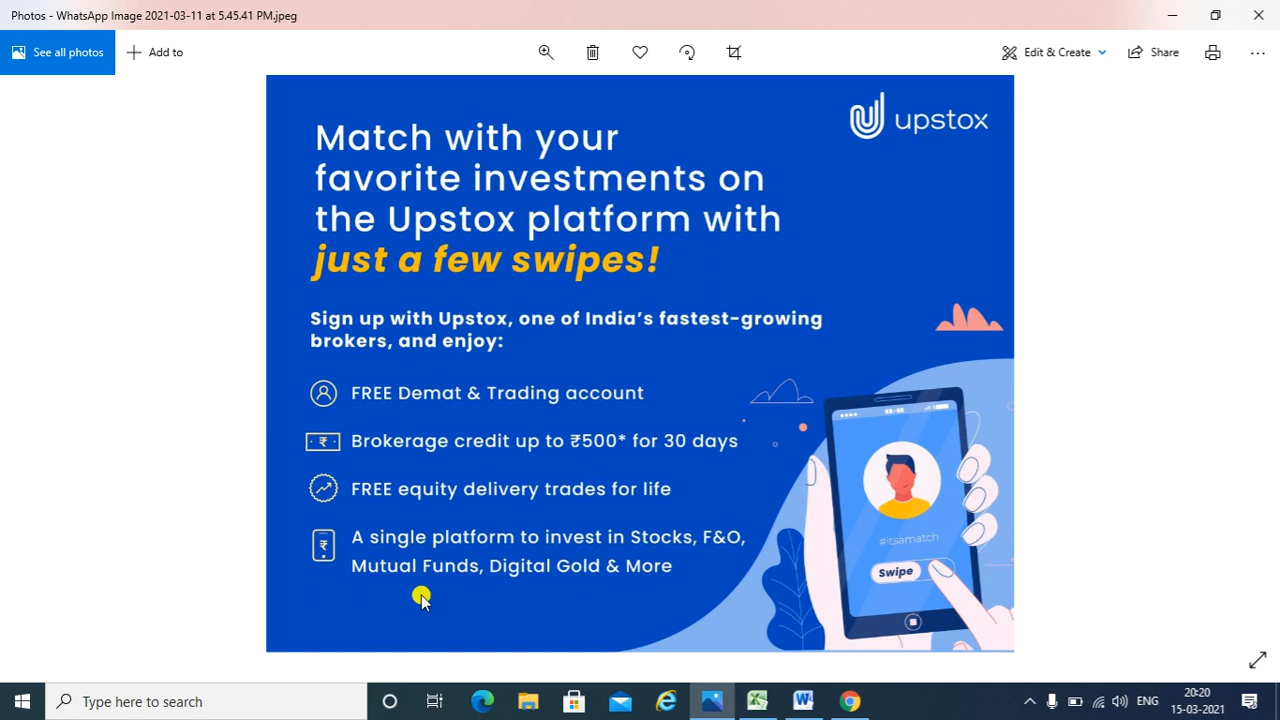 Photos - WhatsApp Image 2021-03-11 at 5.45.41 PM.jpeg
See all photos
Add to
Edit & Create
Share
upstox
Match with your
favorite investments on
the Upstox platform with
just a few swipes!
Sign up with Upstox, one of India's fastest-growing
brokers, and enjoy:
FREE Demat & Trading account
₹
Brokerage credit up to ₹500* for 30 days
FREE equity delivery trades for life
₹
A single platform to invest in Stocks, F&O,
Mutual Funds, Digital Gold & More
#itsamatch
Swipe
Type here to search
ENG
20:20
15-03-2021